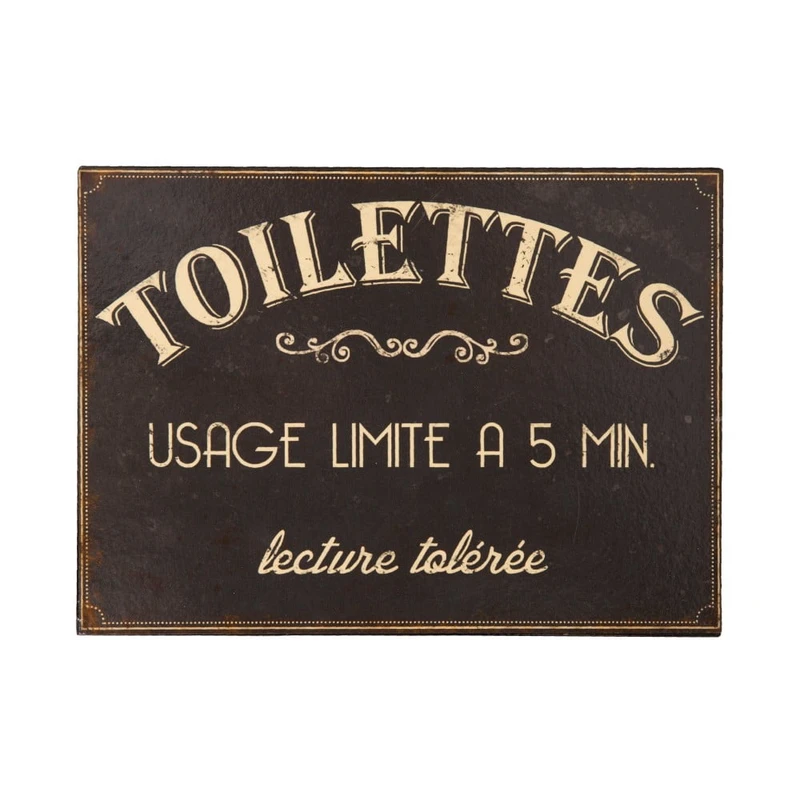 TOILETTES
USAGE LIMITE A 5 MIN.
lecture tolérée